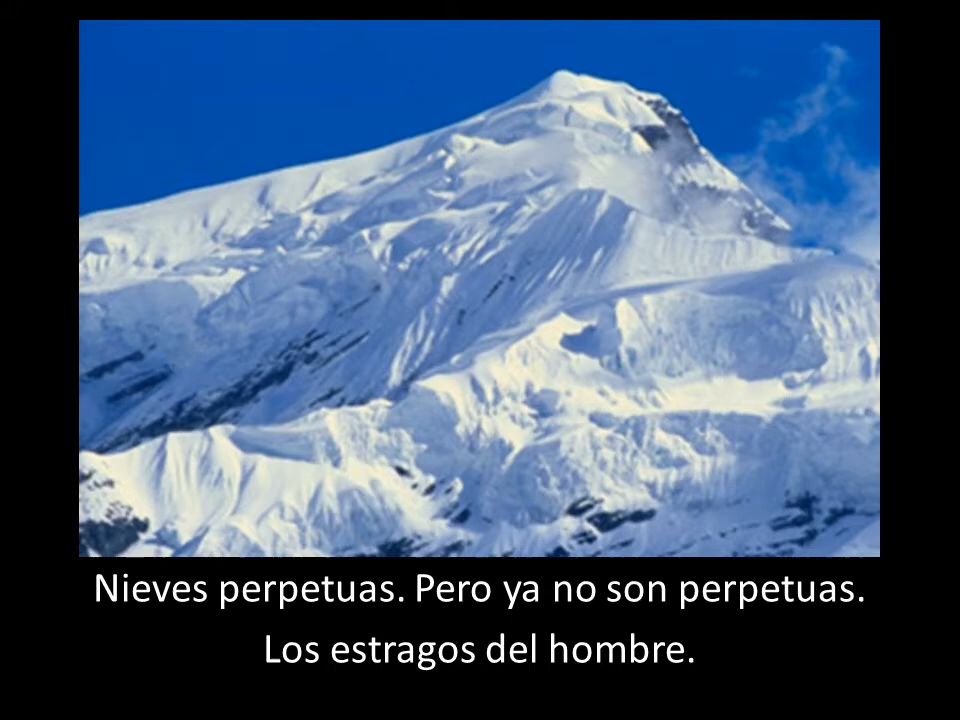 Nieves perpetuas. Pero ya no son perpetuas.
Los estragos del hombre.